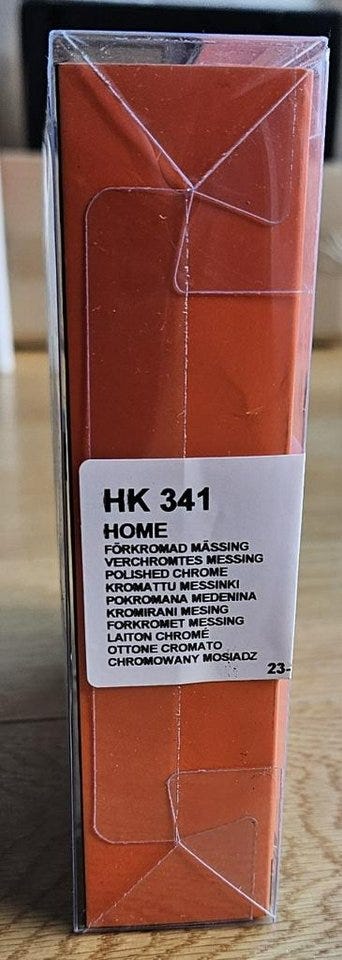 HK 341
HOME
FÖRKROMAD MÄSSING
VERCHROMTES MESSING
POLISHED CHROME
KROMATTU MESSINKI
POKROMANA MEDENINA
KROMIRANI MESING
FORKROMET MESSING
LAITON CHROMÉ
OTTONE CROMATO
CHROMOWANY MOSIADZ
23-